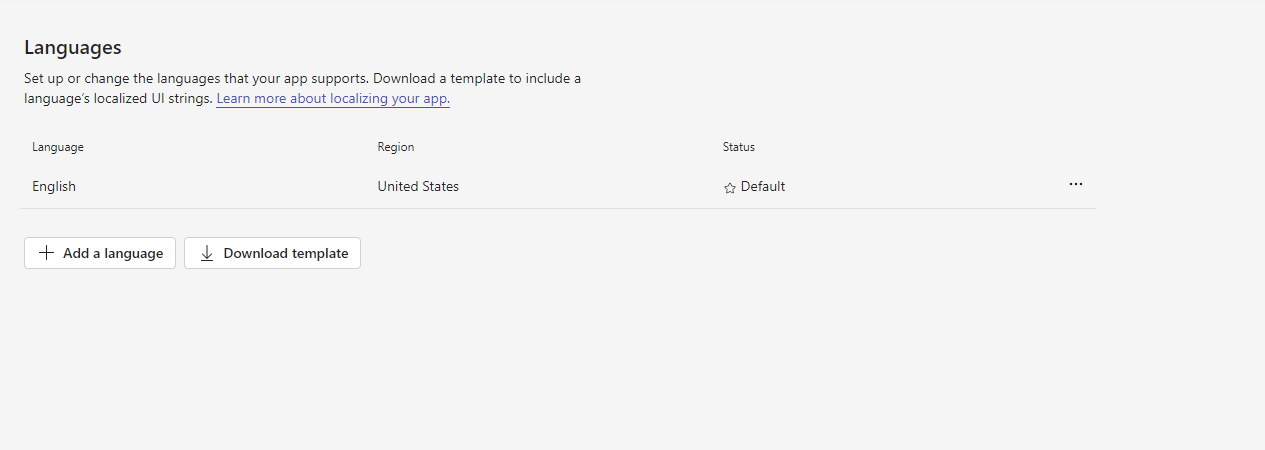 Languages
Set up or change the languages that your app supports. Download a template to include a
language’s localized UI strings. Learn more about localizing your app.
Language Region Status
English United States Default
Add a language Download template